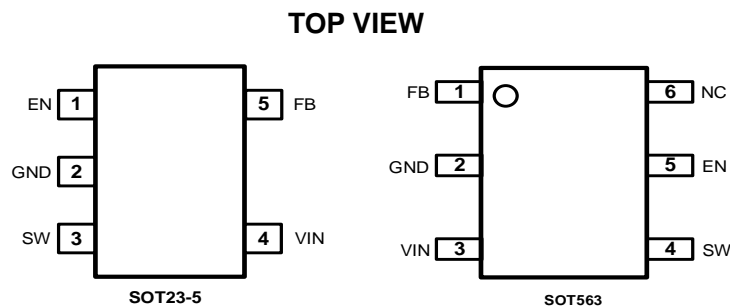 TOP VIEW
EN 1 5 FB
GND 2
SW 3 4 VIN
SOT23-5
FB 1 6 NC
GND 2 5 EN
VIN 3 4 SW
SOT563